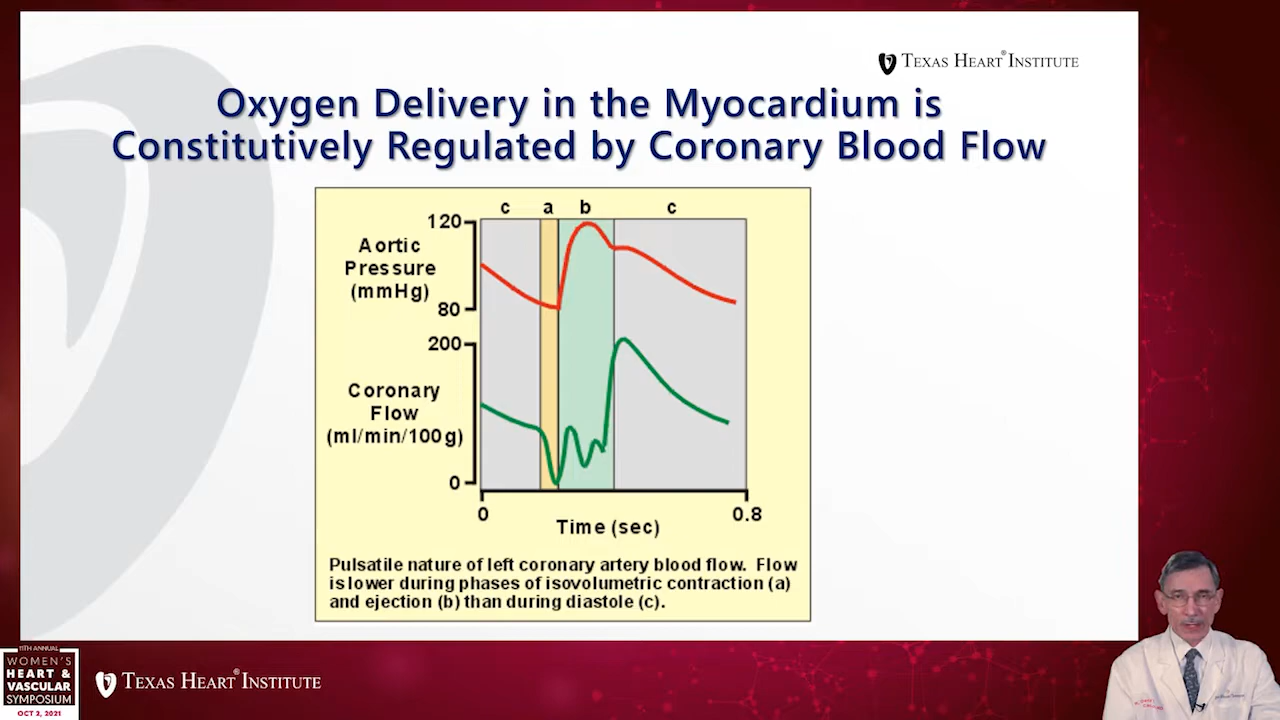 TEXAS HEART® INSTITUTE
Oxygen Delivery in the Myocardium is
Constitutively Regulated by Coronary Blood Flow
c a b c
120
Aortic
Pressure
(mmHg)
80
200
Coronary
Flow
(ml/min/100g)
0
0 0.8
Time (sec)
Pulsatile nature of left coronary artery blood flow. Flow
is lower during phases of isovolumetric contraction (a)
and ejection (b) than during diastole (c).
11TH ANNUAL
WOMEN'S
HEART &
VASCULAR
SYMPOSIUM
OCT 2, 2021
TEXAS HEART® INSTITUTE